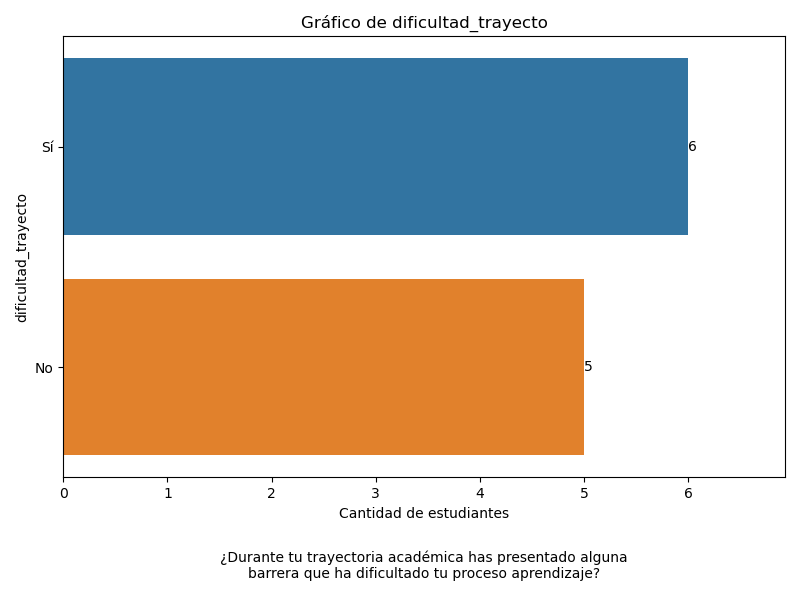 Gráfico de dificultad_trayecto
dificultad_trayecto
Sí
6
No
5
0 1 2 3 4 5 6
Cantidad de estudiantes
¿Durante tu trayectoria académica has presentado alguna
barrera que ha dificultado tu proceso aprendizaje?